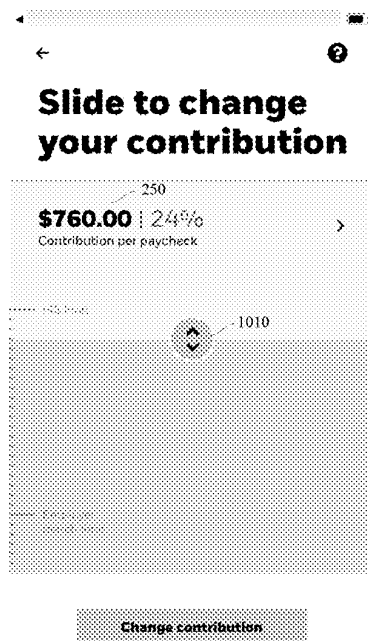 Slide to change
your contribution
250
$760.00 | 24%
Contribution per paycheck
1010
Change contribution